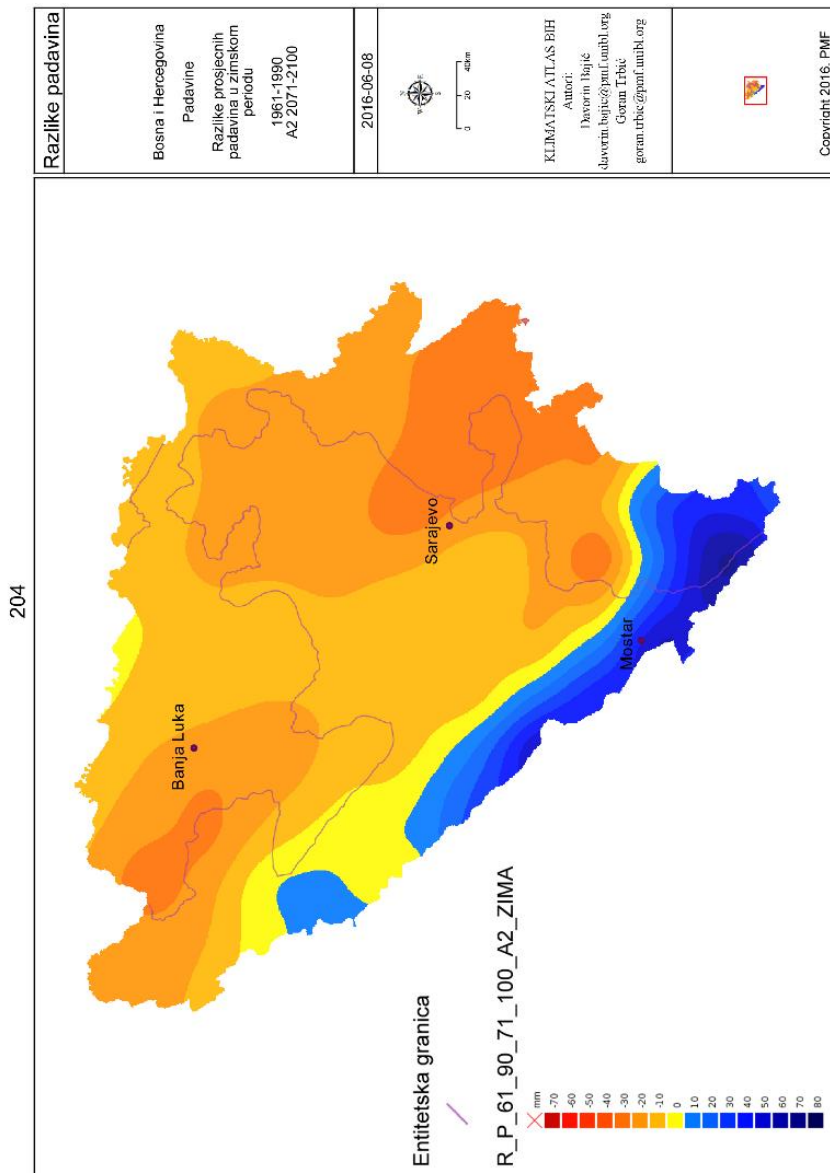 204
Razlike padavina
Bosna i Hercegovina
Padavine
Razlike prosjecnih
padavina u zimskom
periodu
1961-1990
A2 2071-2100
2016-06-08
N
E
S
W
0 20 40km
KLIMATSKI ATLAS BIH
Autori:
Davorin Bajić
davorin.bajic@pmf.unibl.org
Goran Trbić
goran.trbic@pmf.unibl.org
Copyright 2016. PMF
Banja Luka
Sarajevo
Mostar
Entitetska granica
R_P_61_90_71_100_A2_ZIMA
mm
-70
-60
-50
-40
-30
-20
-10
0
10
20
30
40
50
60
70
80